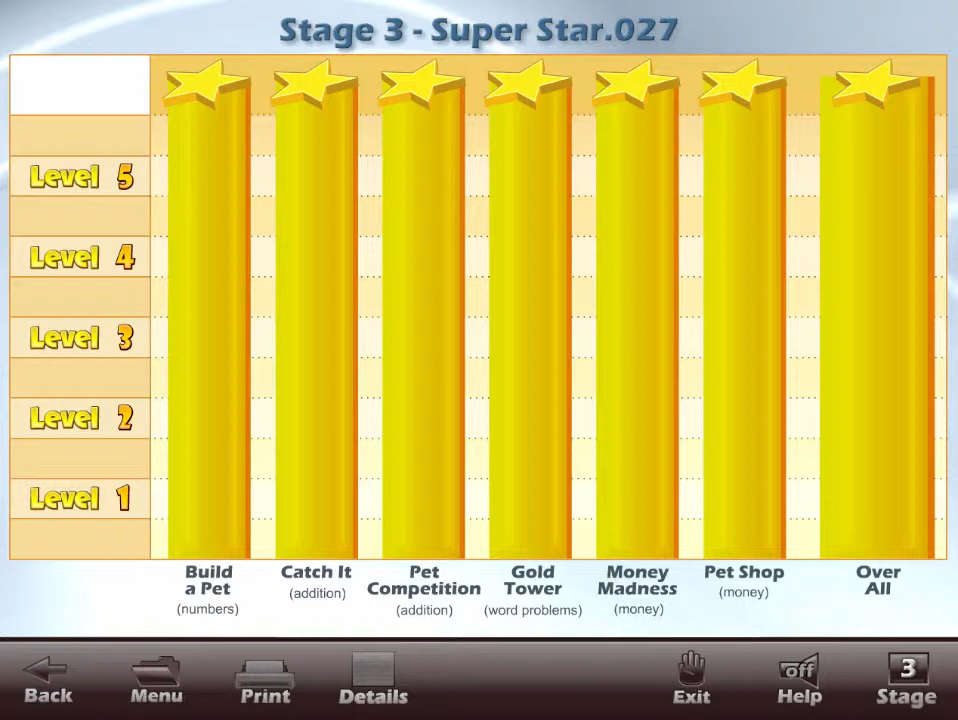 Stage 3 - Super Star.027
Level 5
Level 4
Level 3
Level 2
Level 1
Build a Pet
(numbers)
Catch It
(addition)
Pet Competition
(addition)
Gold Tower
(word problems)
Money Madness
(money)
Pet Shop
(money)
Over All
Back
Menu
Print
Details
Exit
off
Help
3
Stage